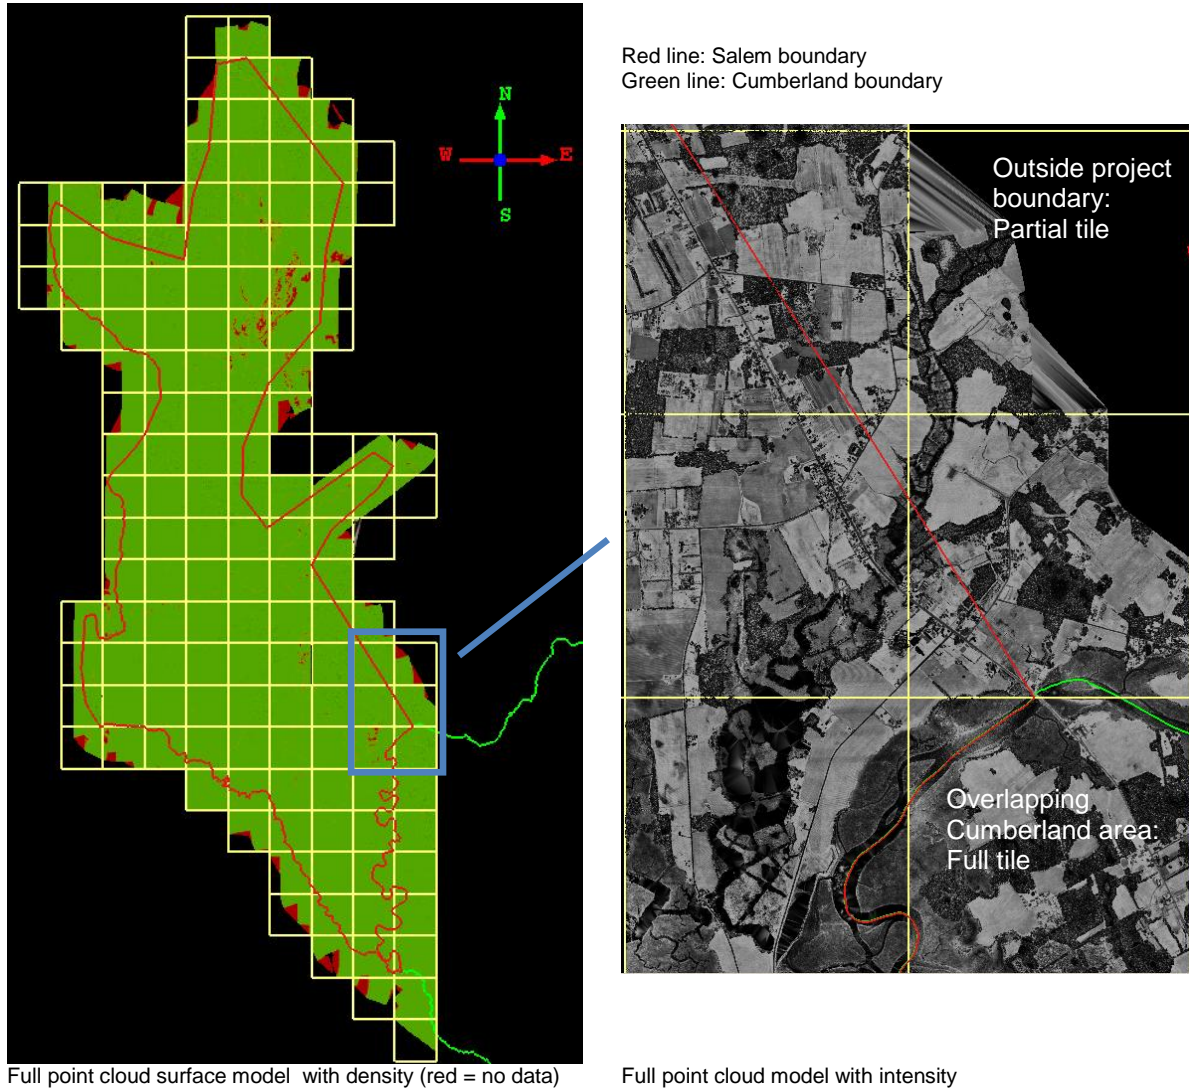 Red line: Salem boundary
Green line: Cumberland boundary
N
W
E
S
Outside project
boundary:
Partial tile
Overlapping
Cumberland area:
Full tile
Full point cloud surface model  with density (red = no data)
Full point cloud model with intensity